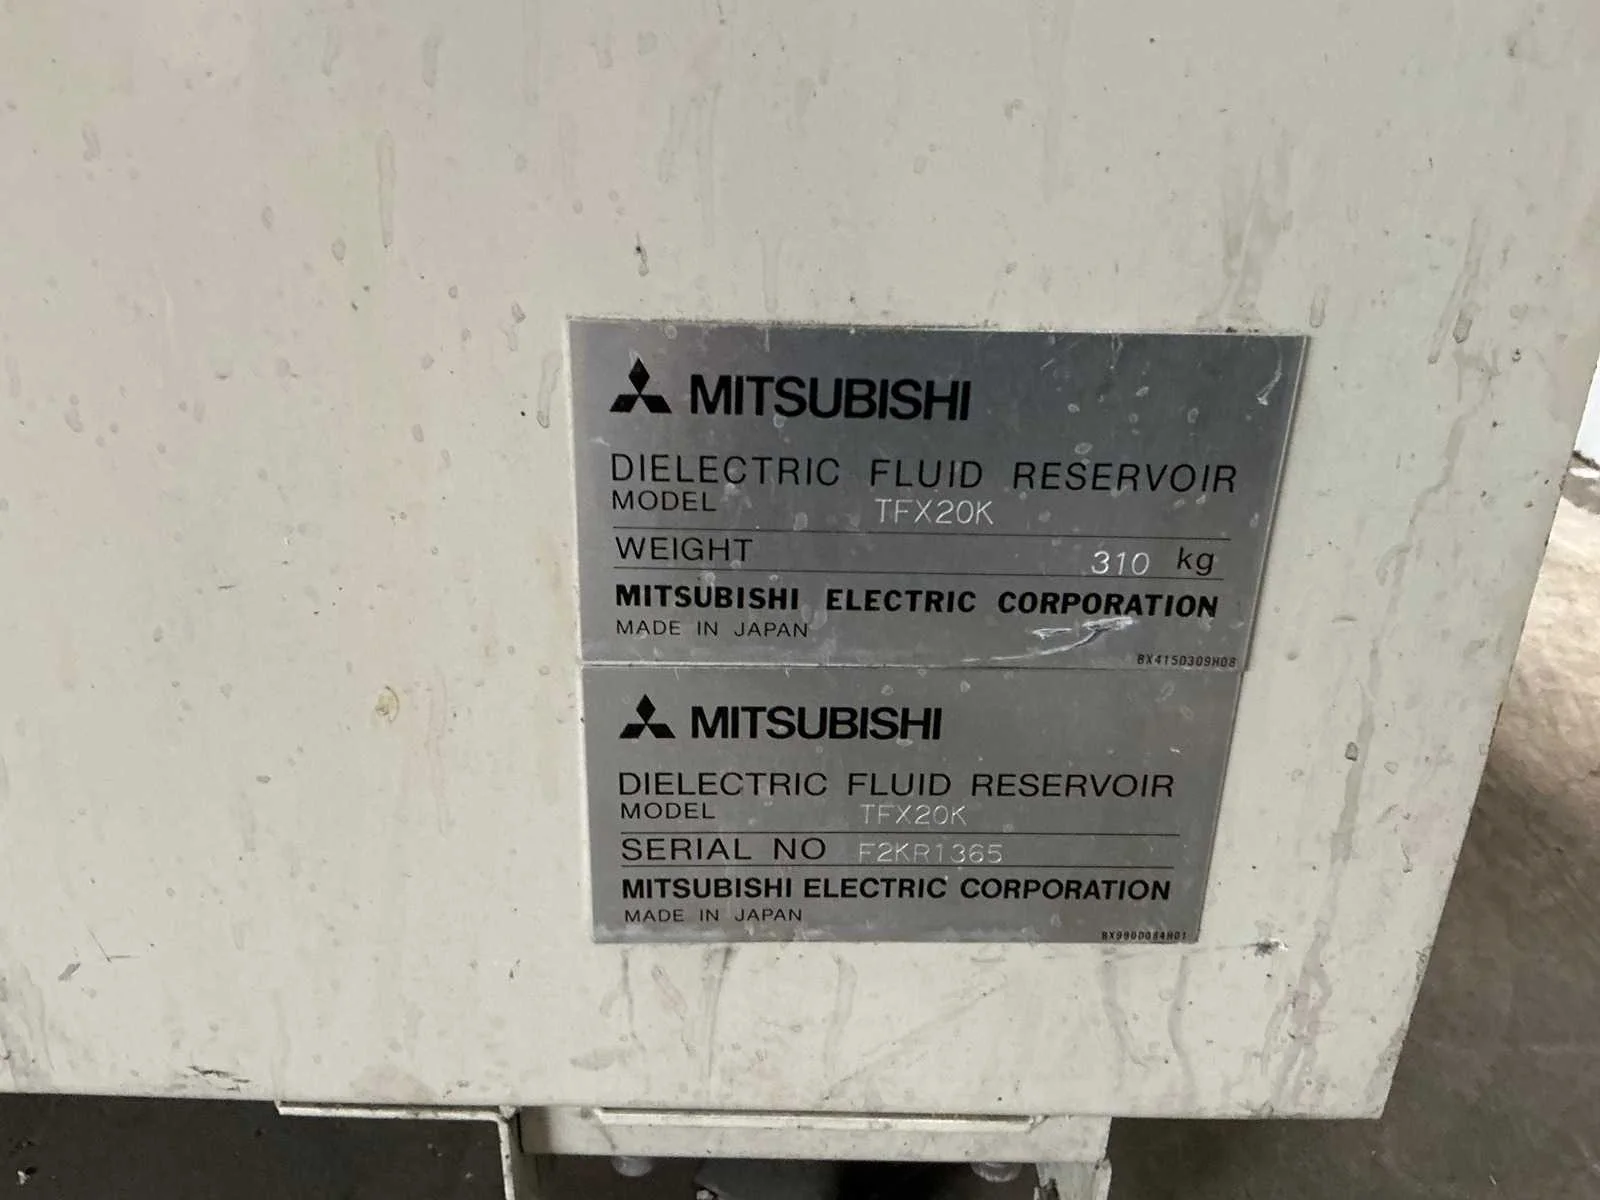 MITSUBISHI
DIELECTRIC FLUID RESERVOIR
MODEL TFX20K
WEIGHT 310 kg
MITSUBISHI ELECTRIC CORPORATION
MADE IN JAPAN
BX415D309H08
MITSUBISHI
DIELECTRIC FLUID RESERVOIR
MODEL TFX20K
SERIAL NO F2KR1365
MITSUBISHI ELECTRIC CORPORATION
MADE IN JAPAN